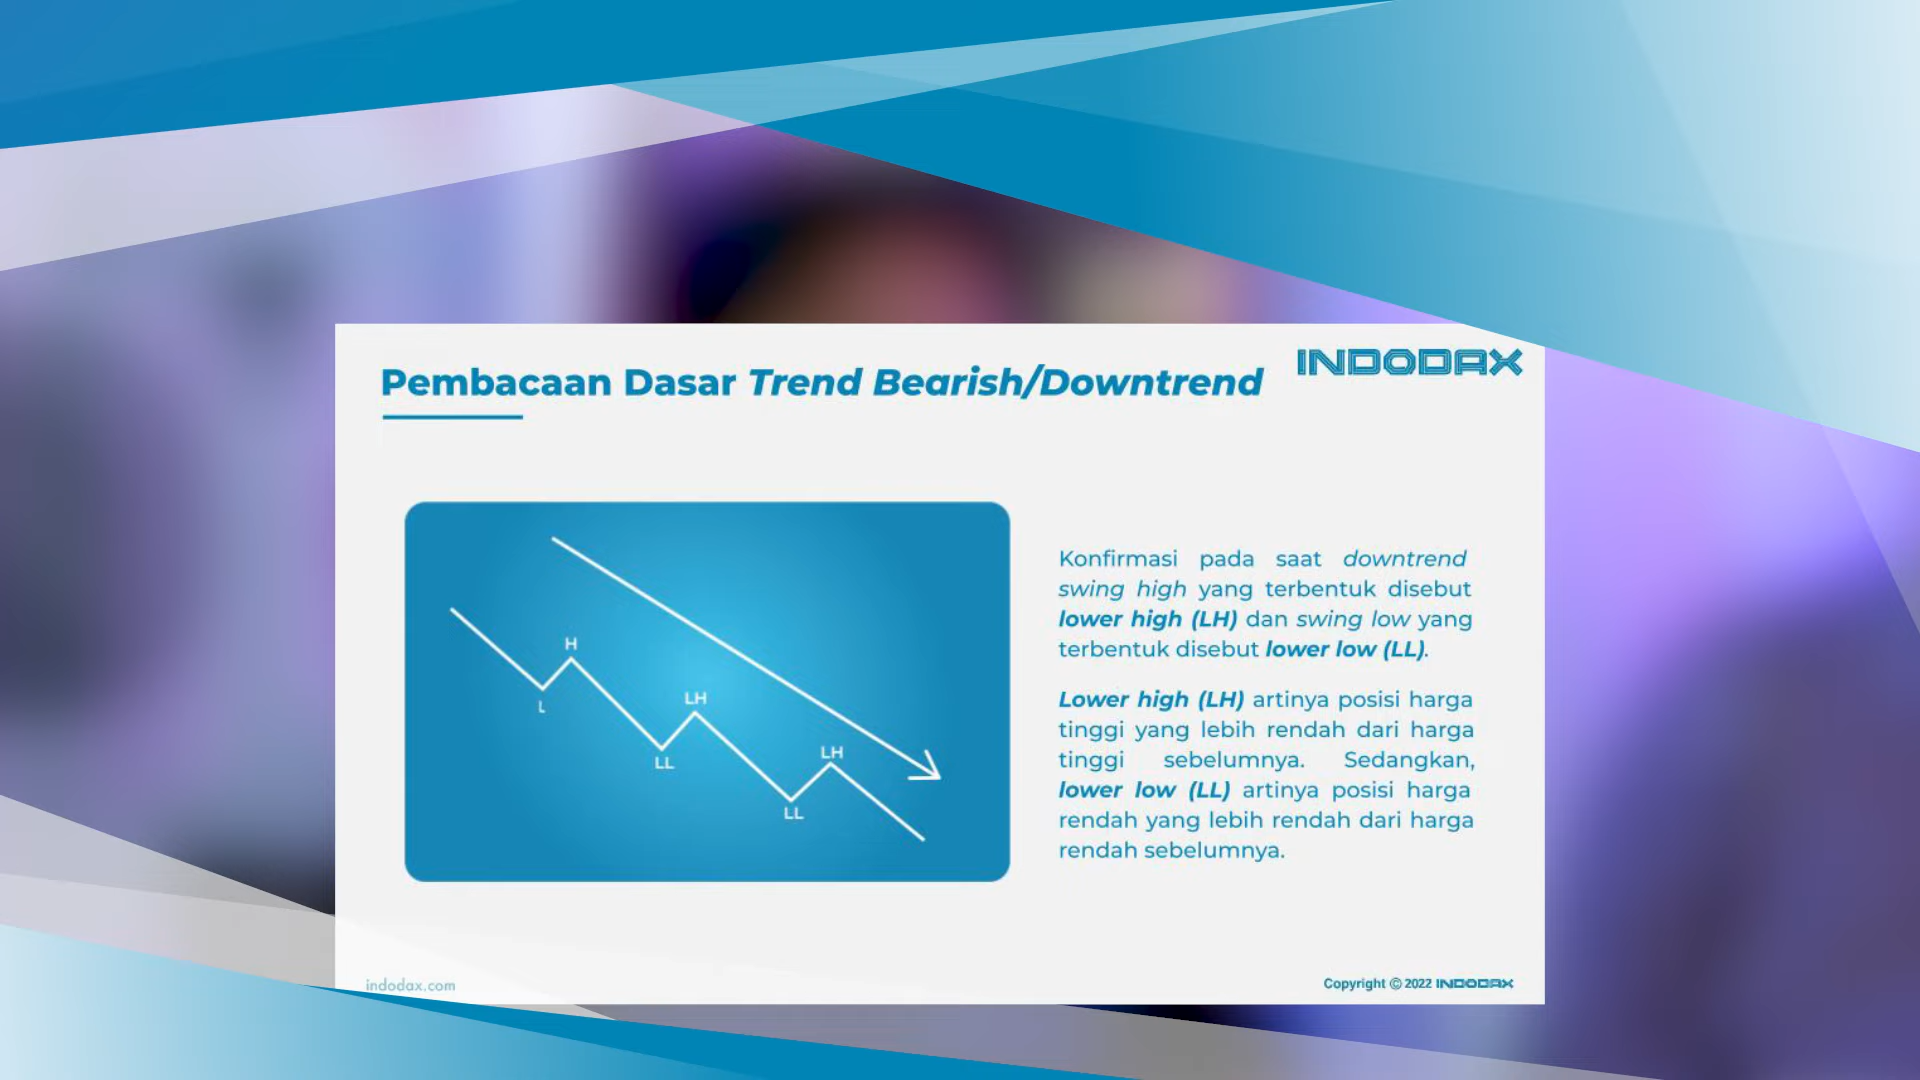 Pembacaan Dasar Trend Bearish/Downtrend
INDODAX
H
L
LH
LL
LH
LL
Konfirmasi pada saat downtrend
swing high yang terbentuk disebut
lower high (LH) dan swing low yang
terbentuk disebut lower low (LL).
Lower high (LH) artinya posisi harga
tinggi yang lebih rendah dari harga
tinggi sebelumnya. Sedangkan,
lower low (LL) artinya posisi harga
rendah yang lebih rendah dari harga
rendah sebelumnya.
indodax.com
Copyright © 2022 INDODAX